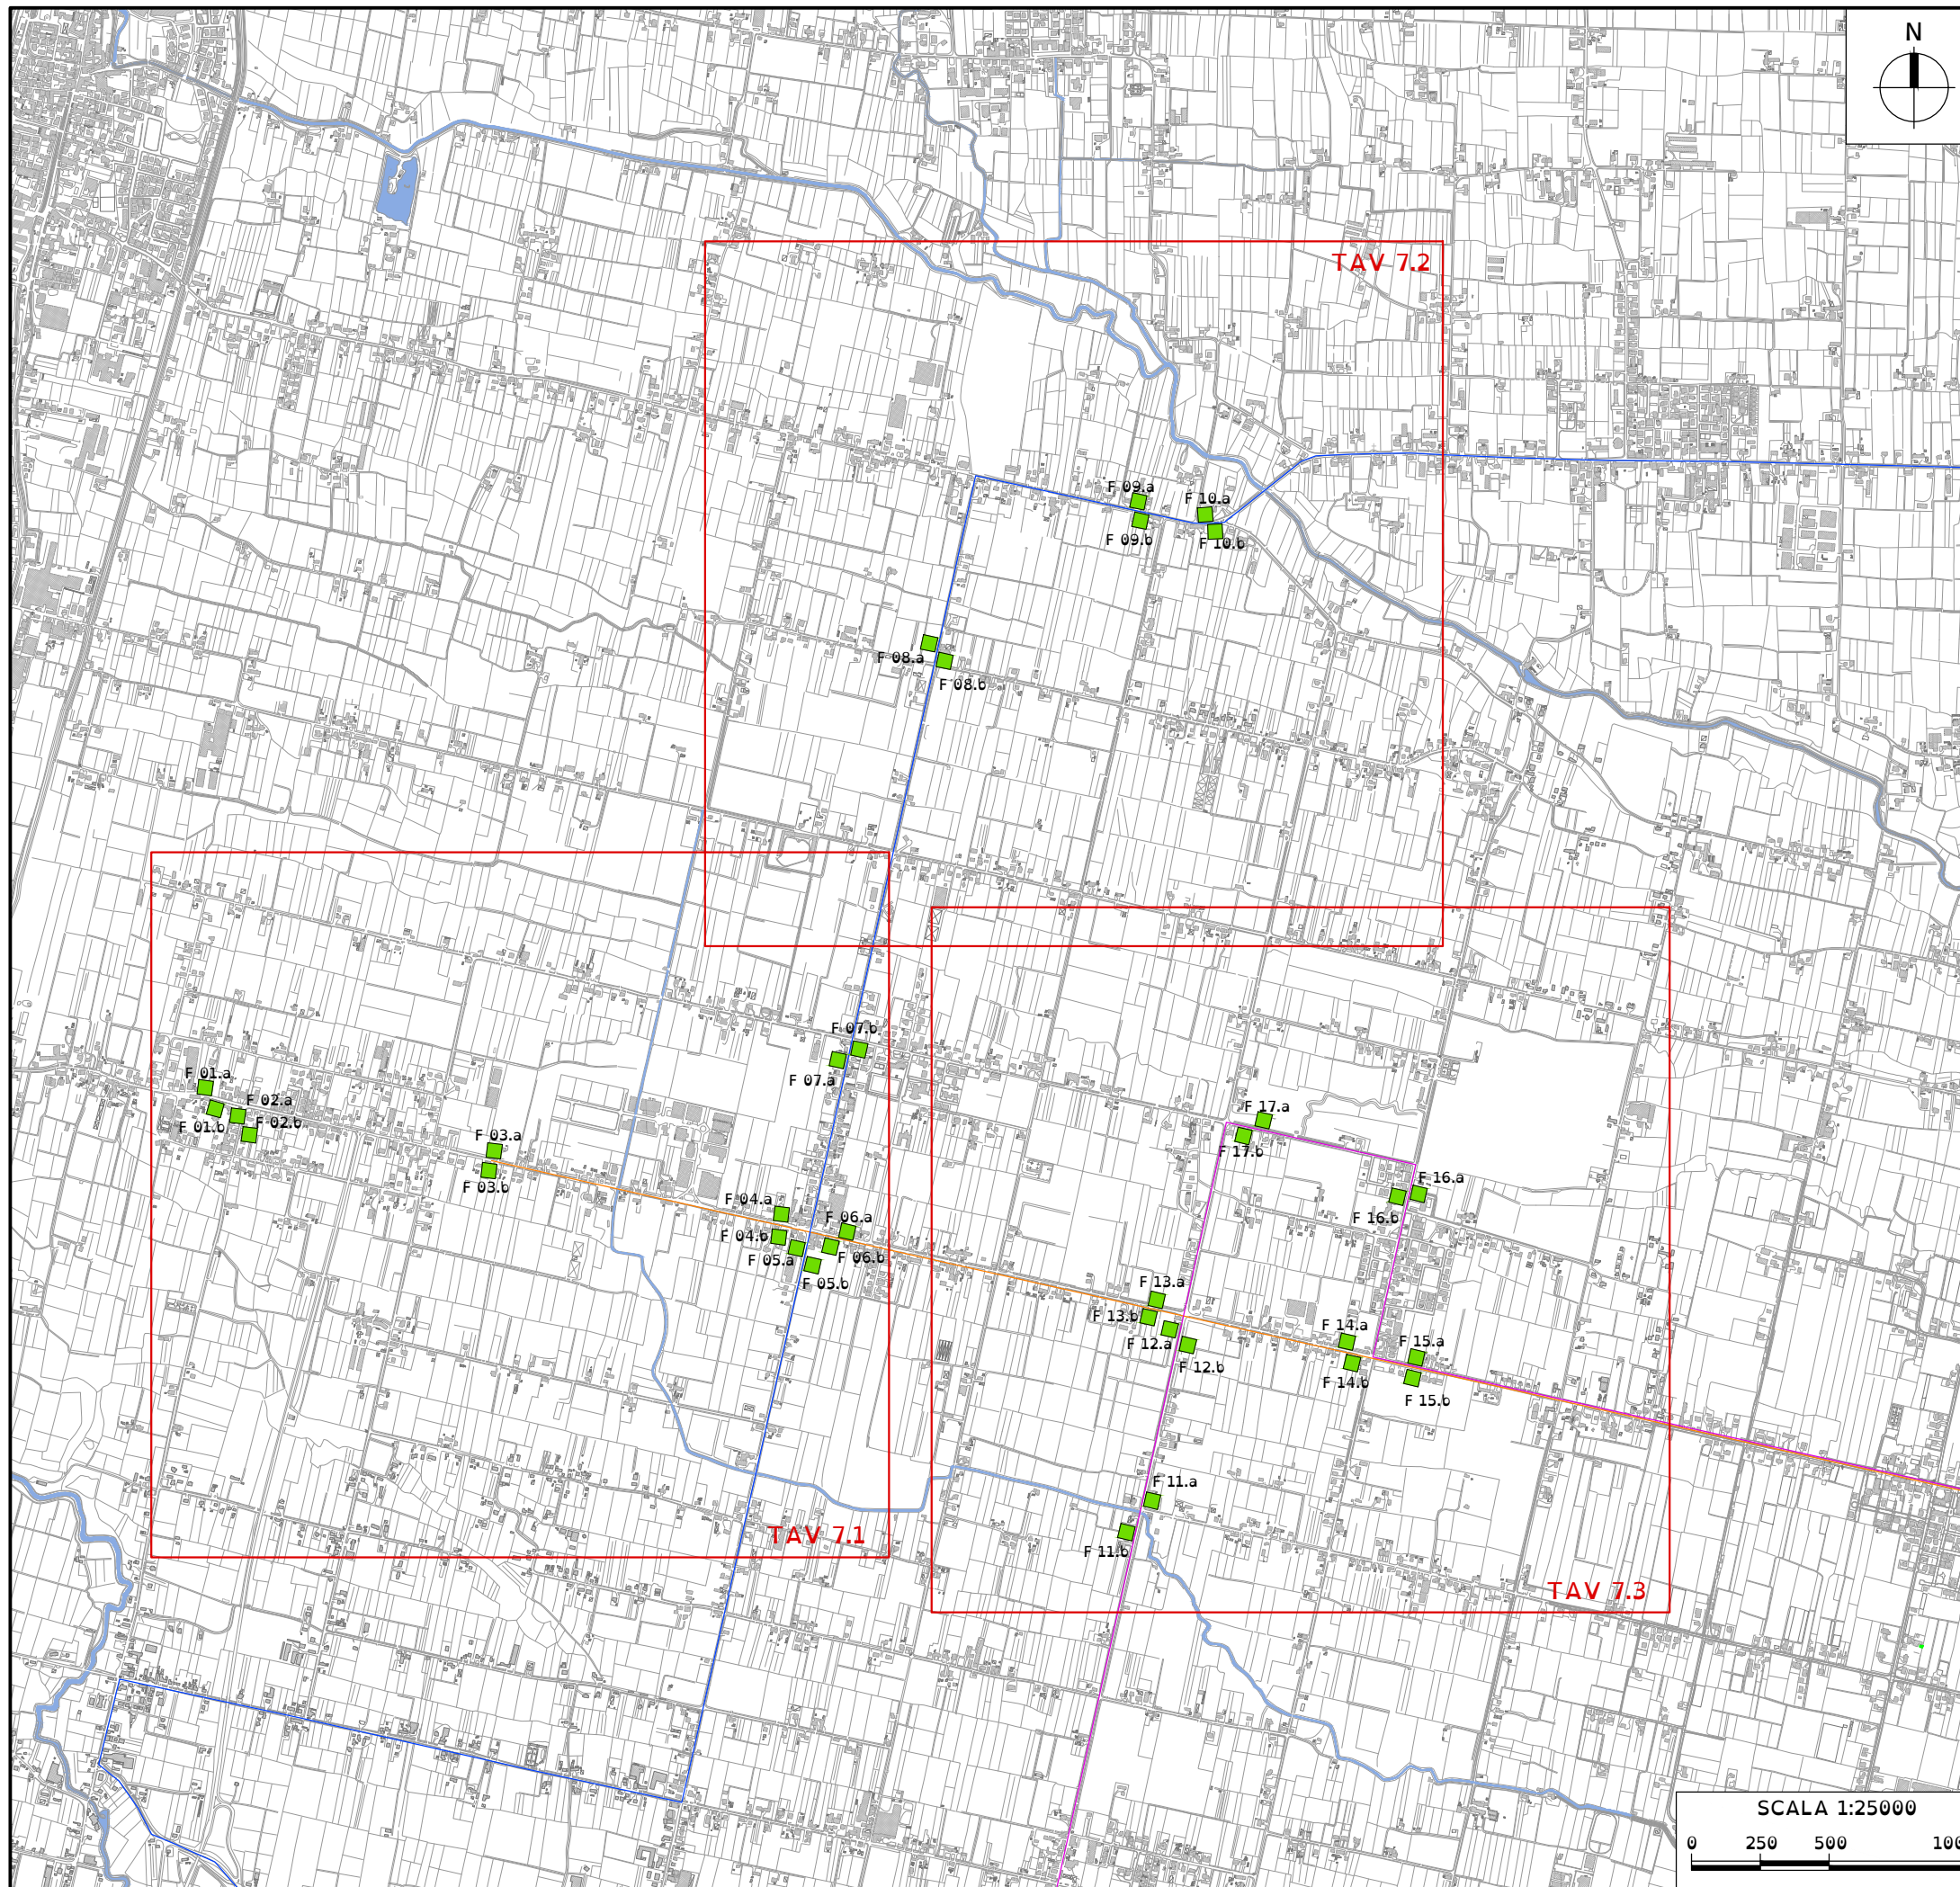 N
TAV 7.2
F 09.a
F 10.a
F 09.b
F 10.b
F 08.a
F 08.b
F 07.b
F 07.a
F 01.a
F 02.a
F 01.b
F 02.b
F 17.a
F 03.a
F 17.b
F 16.a
F 03.b
F 04.a
F 16.b
F 06.a
F 04.b
F 05.a
F 06.b
F 05.b
F 13.a
F 13.b
F 14.a
F 12.a
F 15.a
F 12.b
F 14.b
F 15.b
F 11.a
TAV 7.1
F 11.b
TAV 7.3
SCALA 1:25000
0 250 500 100